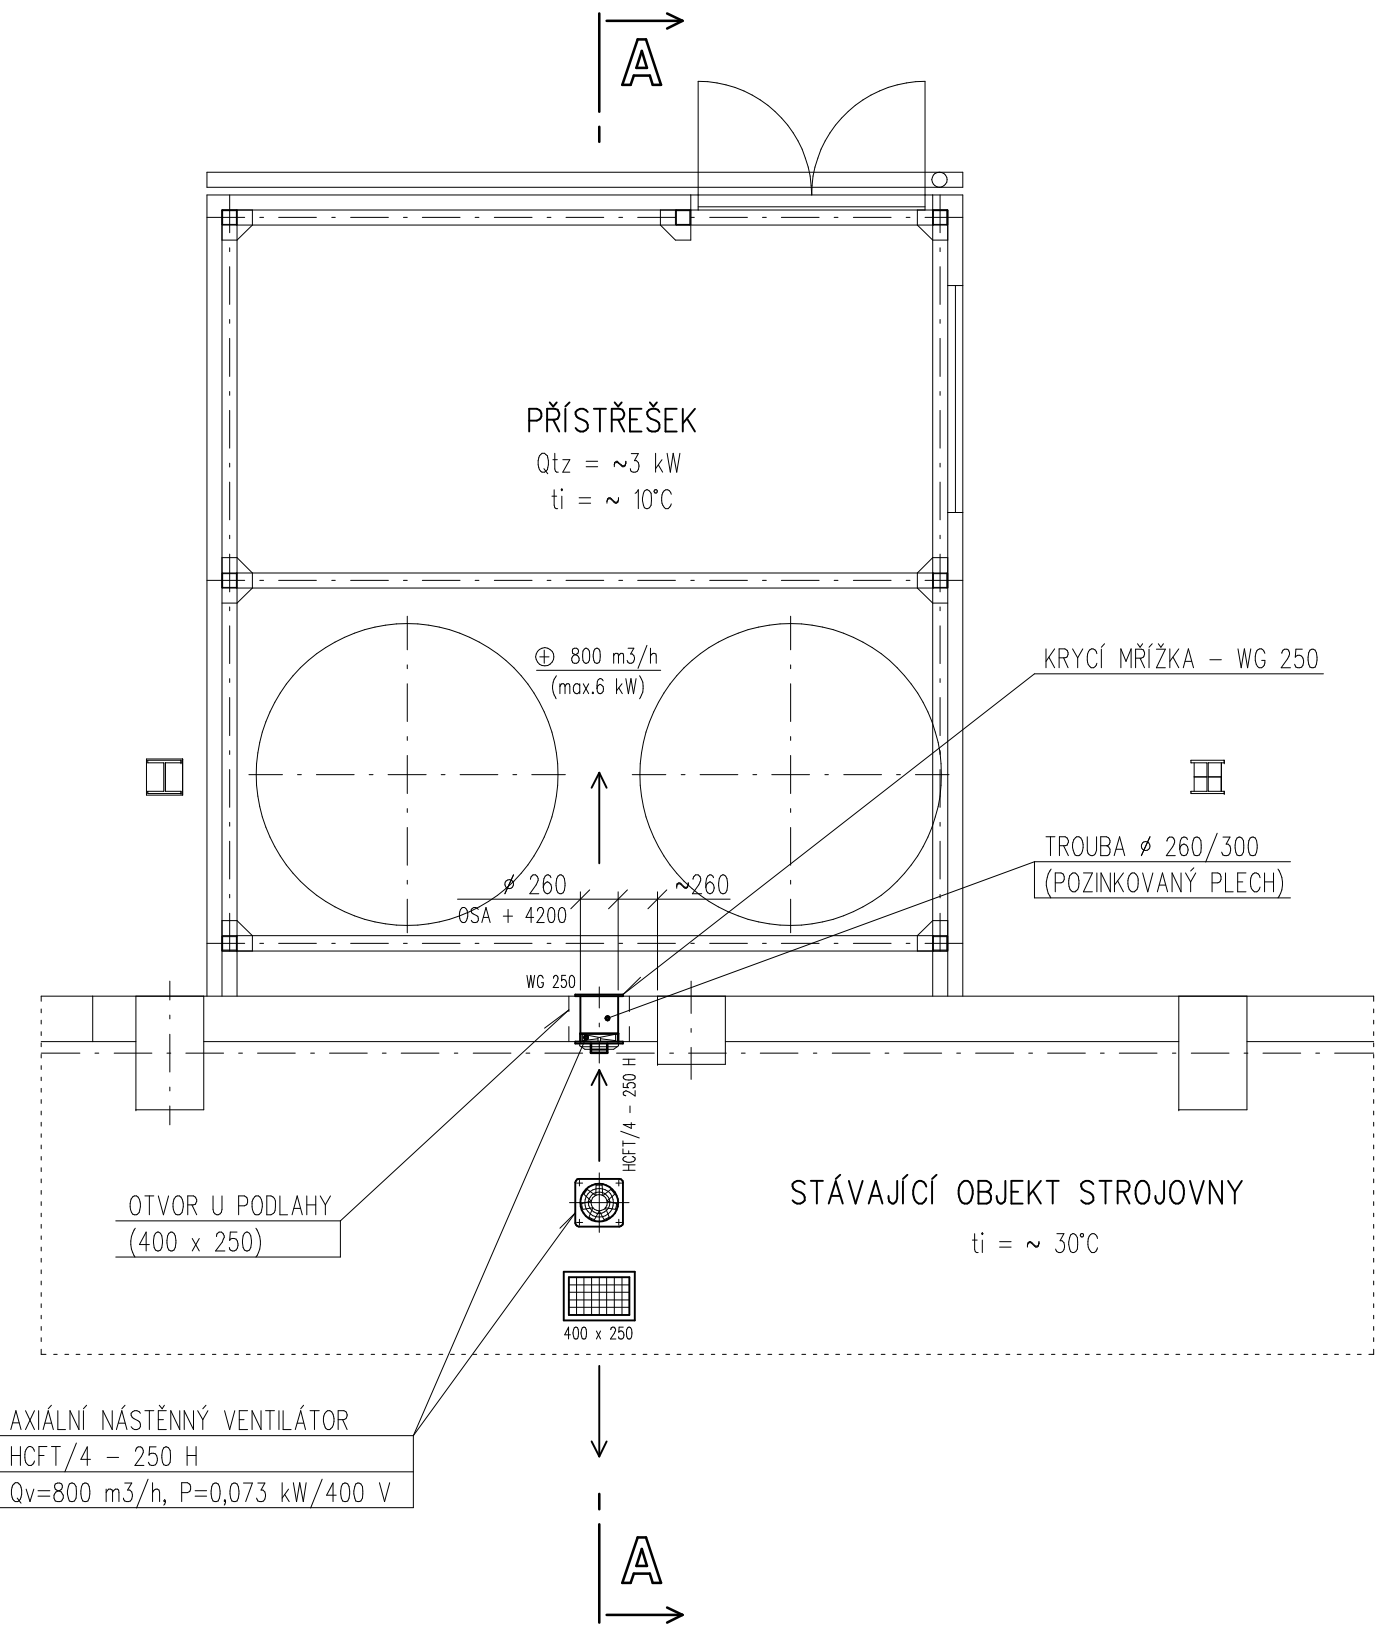 A
PŘÍSTŘEŠEK
Qtz = ~3 kW
ti = ~ 10°C
⊕ 800 m3/h
(max.6 kW)
KRYCÍ MŘÍŽKA – WG 250
TROUBA ø 260/300
(POZINKOVANÝ PLECH)
ø 260
~260
OSA + 4200
WG 250
HCFT/4 – 250 H
OTVOR U PODLAHY
(400 x 250)
STÁVAJÍCÍ OBJEKT STROJOVNY
ti = ~ 30°C
400 x 250
AXIÁLNÍ NÁSTĚNNÝ VENTILÁTOR
HCFT/4 – 250 H
Qv=800 m3/h, P=0,073 kW/400 V
A